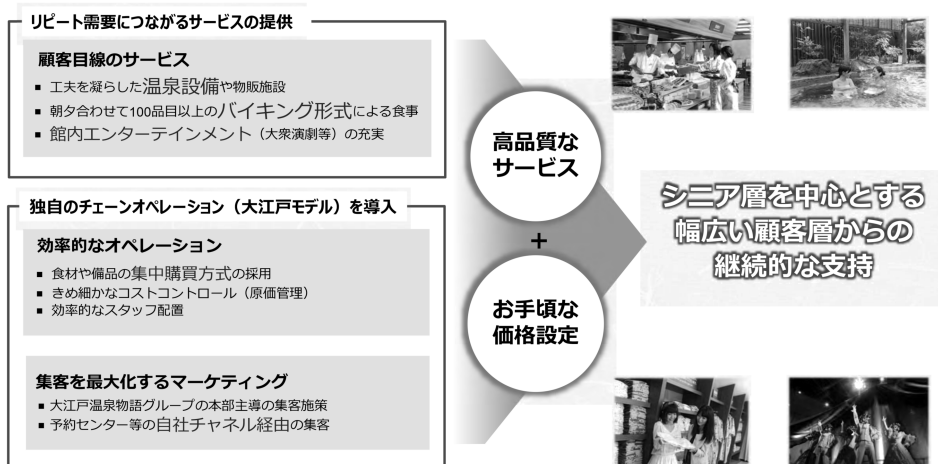 リピート需要につながるサービスの提供
顧客目線のサービス
▪ 工夫を凝らした温泉設備や物販施設
▪ 朝夕合わせて100品目以上のバイキング形式による食事
▪ 館内エンターテインメント（大衆演劇等）の充実
独自のチェーンオペレーション（大江戸モデル）を導入
効率的なオペレーション
▪ 食材や備品の集中購買方式の採用
▪ きめ細かなコストコントロール（原価管理）
▪ 効率的なスタッフ配置
集客を最大化するマーケティング
▪ 大江戸温泉物語グループの本部主導の集客施策
▪ 予約センター等の自社チャネル経由の集客
高品質な
サービス
+
お手頃な
価格設定
シニア層を中心とする
幅広い顧客層からの
継続的な支持